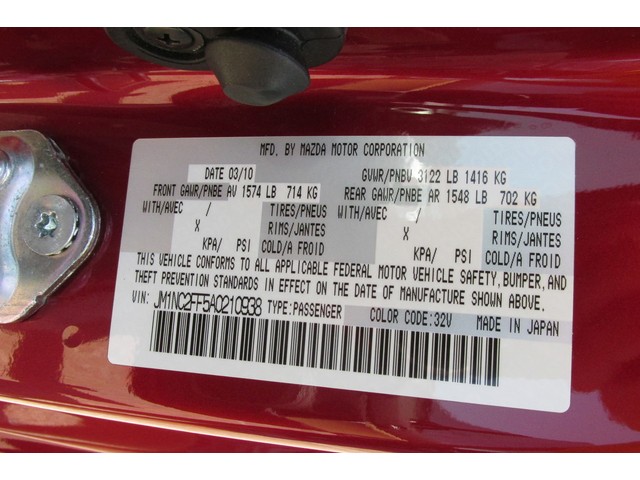 MFD. BY MAZDA MOTOR CORPORATION
DATE 03/10 GVWR/PNBV 3122 LB 1416 KG
FRONT GAWR/PNBE AV 1574 LB 714 KG REAR GAWR/PNBE AR 1548 LB 702 KG
WITH/AVEC / TIRES/PNEUS WITH/AVEC / TIRES/PNEUS
X RIMS/JANTES X RIMS/JANTES
KPA/ PSI COLD/A FROID KPA/ PSI COLD/A FROID
THIS VEHICLE CONFORMS TO ALL APPLICABLE FEDERAL MOTOR VEHICLE SAFETY,BUMPER,AND
THEFT PREVENTION STANDARDS IN EFFECT ON THE DATE OF MANUFACTURE SHOWN ABOVE.
VIN: JM1NC2FF5A0210938 TYPE:PASSENGER COLOR CODE:32V MADE IN JAPAN